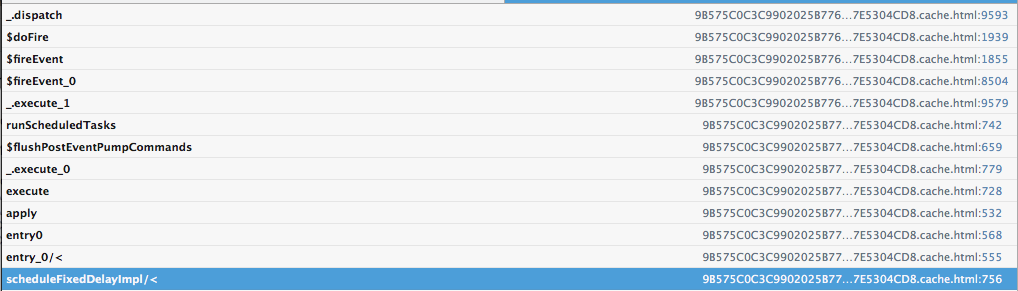 _.dispatch 9B575C0C3C9902025B776...7E5304CD8.cache.html:9593
$doFire 9B575C0C3C9902025B776...7E5304CD8.cache.html:1939
$fireEvent 9B575C0C3C9902025B776...7E5304CD8.cache.html:1855
$fireEvent_0 9B575C0C3C9902025B776...7E5304CD8.cache.html:8504
_.execute_1 9B575C0C3C9902025B776...7E5304CD8.cache.html:9579
runScheduledTasks 9B575C0C3C9902025B77...7E5304CD8.cache.html:742
$flushPostEventPumpCommands 9B575C0C3C9902025B77...7E5304CD8.cache.html:659
_.execute_0 9B575C0C3C9902025B77...7E5304CD8.cache.html:779
execute 9B575C0C3C9902025B77...7E5304CD8.cache.html:728
apply 9B575C0C3C9902025B77...7E5304CD8.cache.html:532
entry0 9B575C0C3C9902025B77...7E5304CD8.cache.html:568
entry_0/< 9B575C0C3C9902025B77...7E5304CD8.cache.html:555
scheduleFixedDelayImpl/< 9B575C0C3C9902025B77...7E5304CD8.cache.html:756